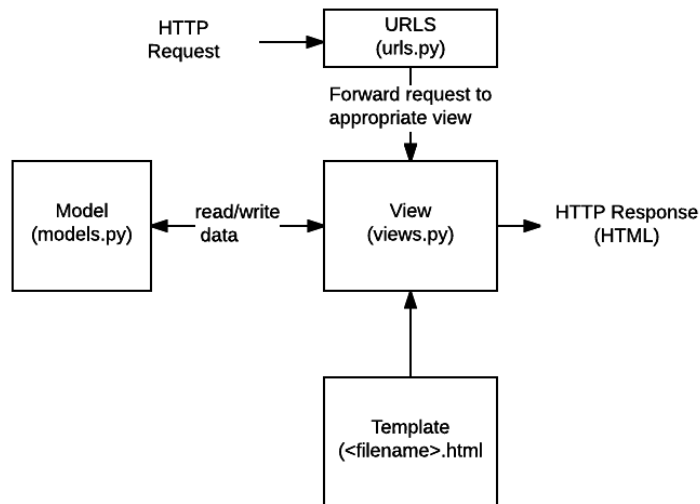 HTTP
Request
URLS
(urls.py)
Forward request to
appropriate view
Model
(models.py)
read/write
data
View
(views.py)
HTTP Response
(HTML)
Template
(<filename>.html